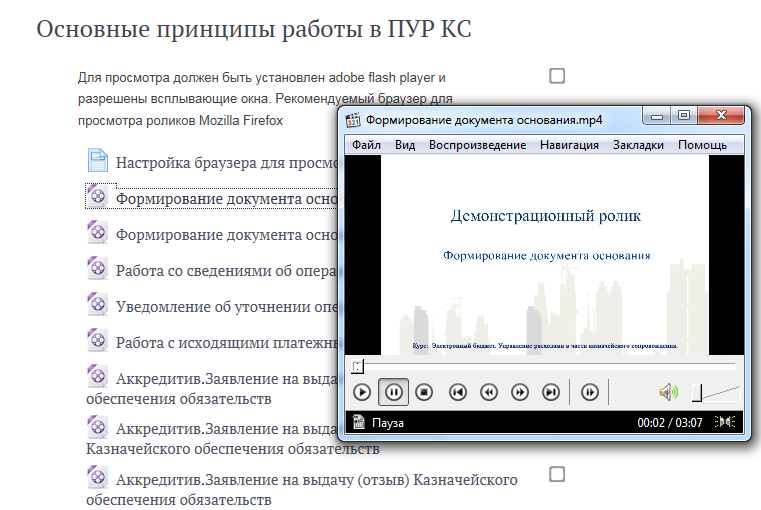 Основные принципы работы в ПУР КС
Для просмотра должен быть установлен adobe flash player и
разрешены всплывающие окна. Рекомендуемый браузер для
просмотра роликов Mozilla Firefox
Настройка браузера для просмо
Формирование документа осно
Формирование документа осно
Работа со сведениями об опера
Уведомление об уточнении опе
Работа с исходящими платежн
Аккредитив.Заявление на выда
обеспечения обязательств
Аккредитив.Заявление на выда
Казначейского обеспечения обязательств
Аккредитив.Заявление на выдачу (отзыв) Казначейского
обеспечения обязательств
Формирование документа основания.mp4
Файл Вид Воспроизведение Навигация Закладки Помощь
Демонстрационный ролик
Формирование документа основания
Курс: Электронный бюджет. Управление расходами в части казначейского сопровождения.
Пауза 00:02 / 03:07